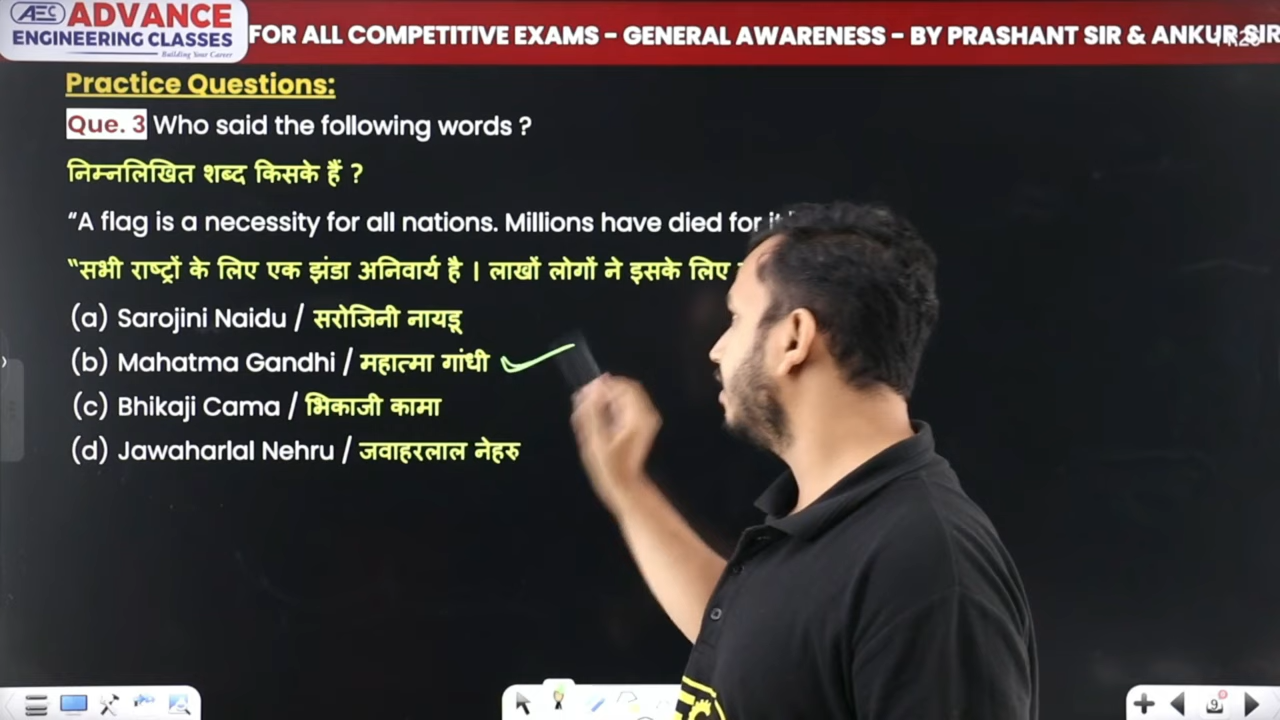 AEC ADVANCE
ENGINEERING CLASSES
Building Your Career
FOR ALL COMPETITIVE EXAMS - GENERAL AWARENESS - BY PRASHANT SIR & ANKUR SIR
Practice Questions:
Que. 3 Who said the following words ?
निम्नलिखित शब्द किसके हैं ?
“A flag is a necessity for all nations. Millions have died for it
“सभी राष्ट्रों के लिए एक झंडा अनिवार्य है । लाखों लोगों ने इसके लिए
(a) Sarojini Naidu / सरोजिनी नायडू
(b) Mahatma Gandhi / महात्मा गांधी
(c) Bhikaji Cama / भिकाजी कामा
(d) Jawaharlal Nehru / जवाहरलाल नेहरु
9